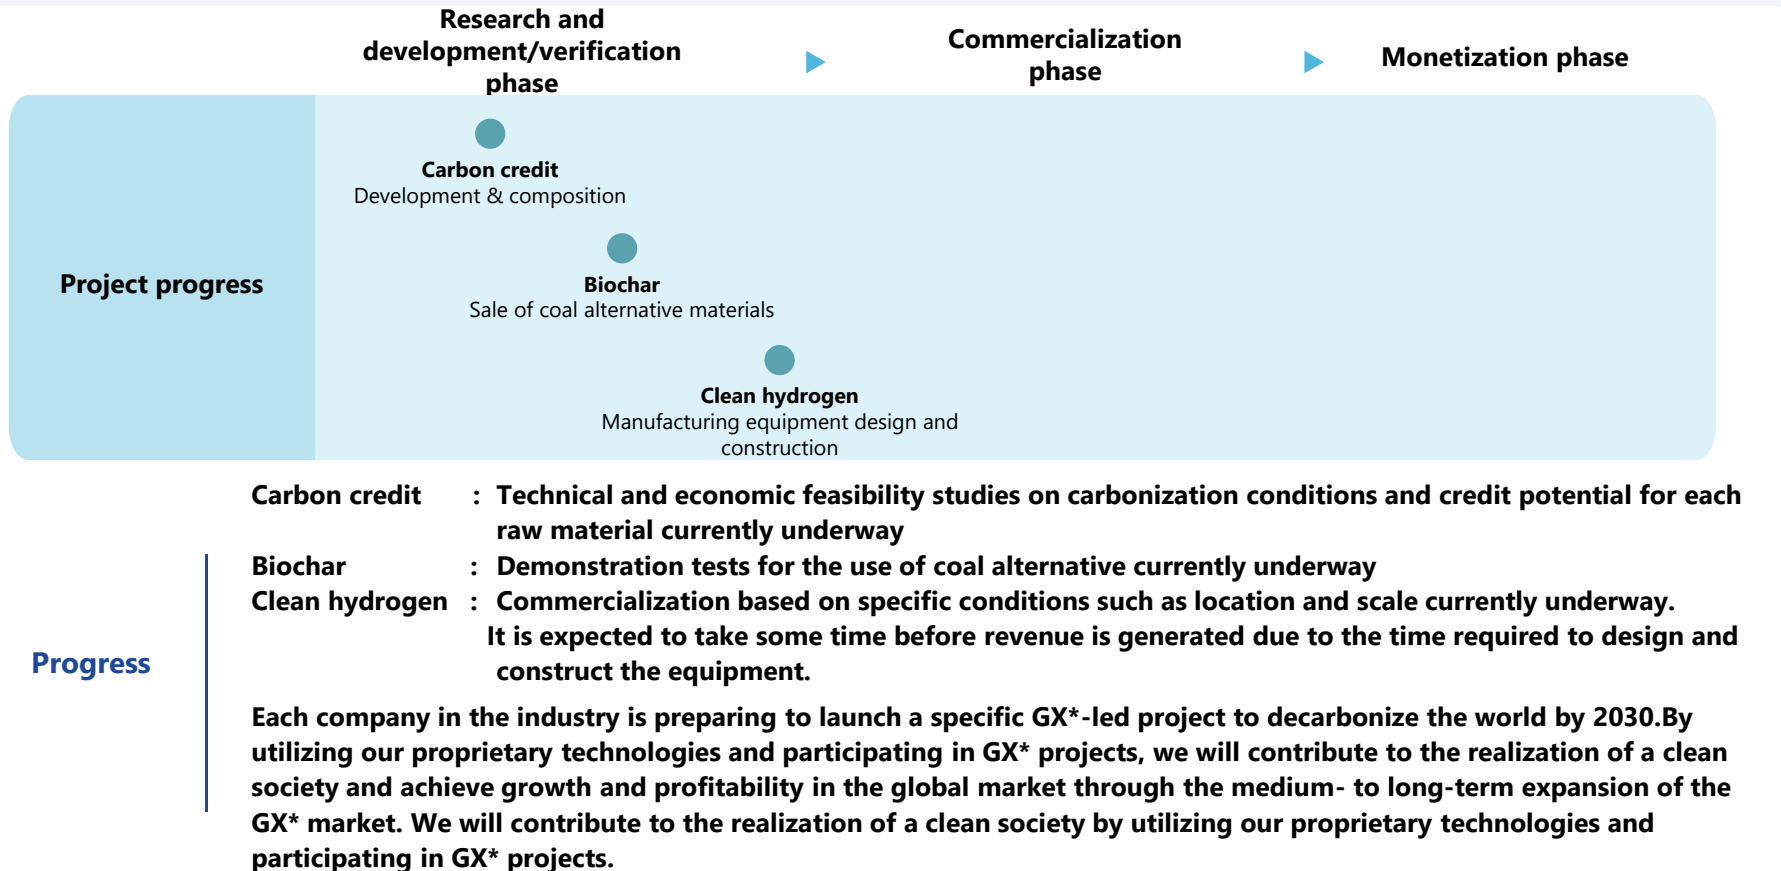 Research and
development/verification
phase
Commercialization
phase
Monetization phase
Project progress
Carbon credit
Development & composition
Biochar
Sale of coal alternative materials
Clean hydrogen
Manufacturing equipment design and
construction
Progress
Carbon credit : Technical and economic feasibility studies on carbonization conditions and credit potential for each
raw material currently underway
Biochar : Demonstration tests for the use of coal alternative currently underway
Clean hydrogen : Commercialization based on specific conditions such as location and scale currently underway.
It is expected to take some time before revenue is generated due to the time required to design and
construct the equipment.
Each company in the industry is preparing to launch a specific GX*-led project to decarbonize the world by 2030.By
utilizing our proprietary technologies and participating in GX* projects, we will contribute to the realization of a clean
society and achieve growth and profitability in the global market through the medium- to long-term expansion of the
GX* market. We will contribute to the realization of a clean society by utilizing our proprietary technologies and
participating in GX* projects.